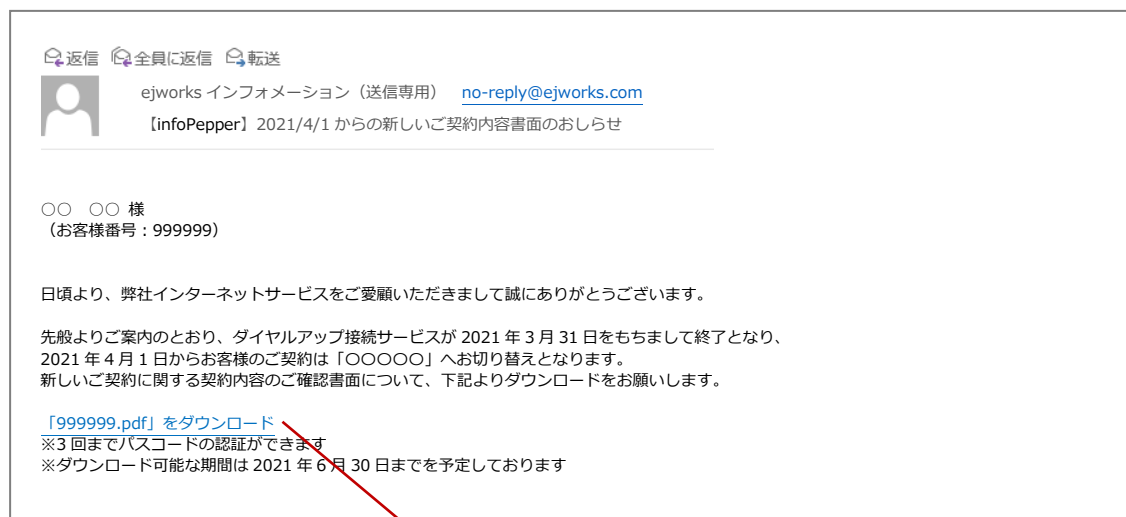 返信 全員に返信 転送
ejworks インフォメーション（送信専用） no-reply@ejworks.com
【infoPepper】2021/4/1 からの新しいご契約内容書面のおしらせ
○○ ○○ 様
（お客様番号：999999）
日頃より、弊社インターネットサービスをご愛顧いただきまして誠にありがとうございます。
先般よりご案内のとおり、ダイヤルアップ接続サービスが 2021 年 3 月 31 日をもちまして終了となり、
2021 年 4 月 1 日からお客様のご契約は「○○○○○」へお切り替えとなります。
新しいご契約に関する契約内容のご確認書面について、下記よりダウンロードをお願いします。
「999999.pdf」をダウンロード
※3 回までパスコードの認証ができます
※ダウンロード可能な期間は 2021 年 6 月 30 日までを予定しております